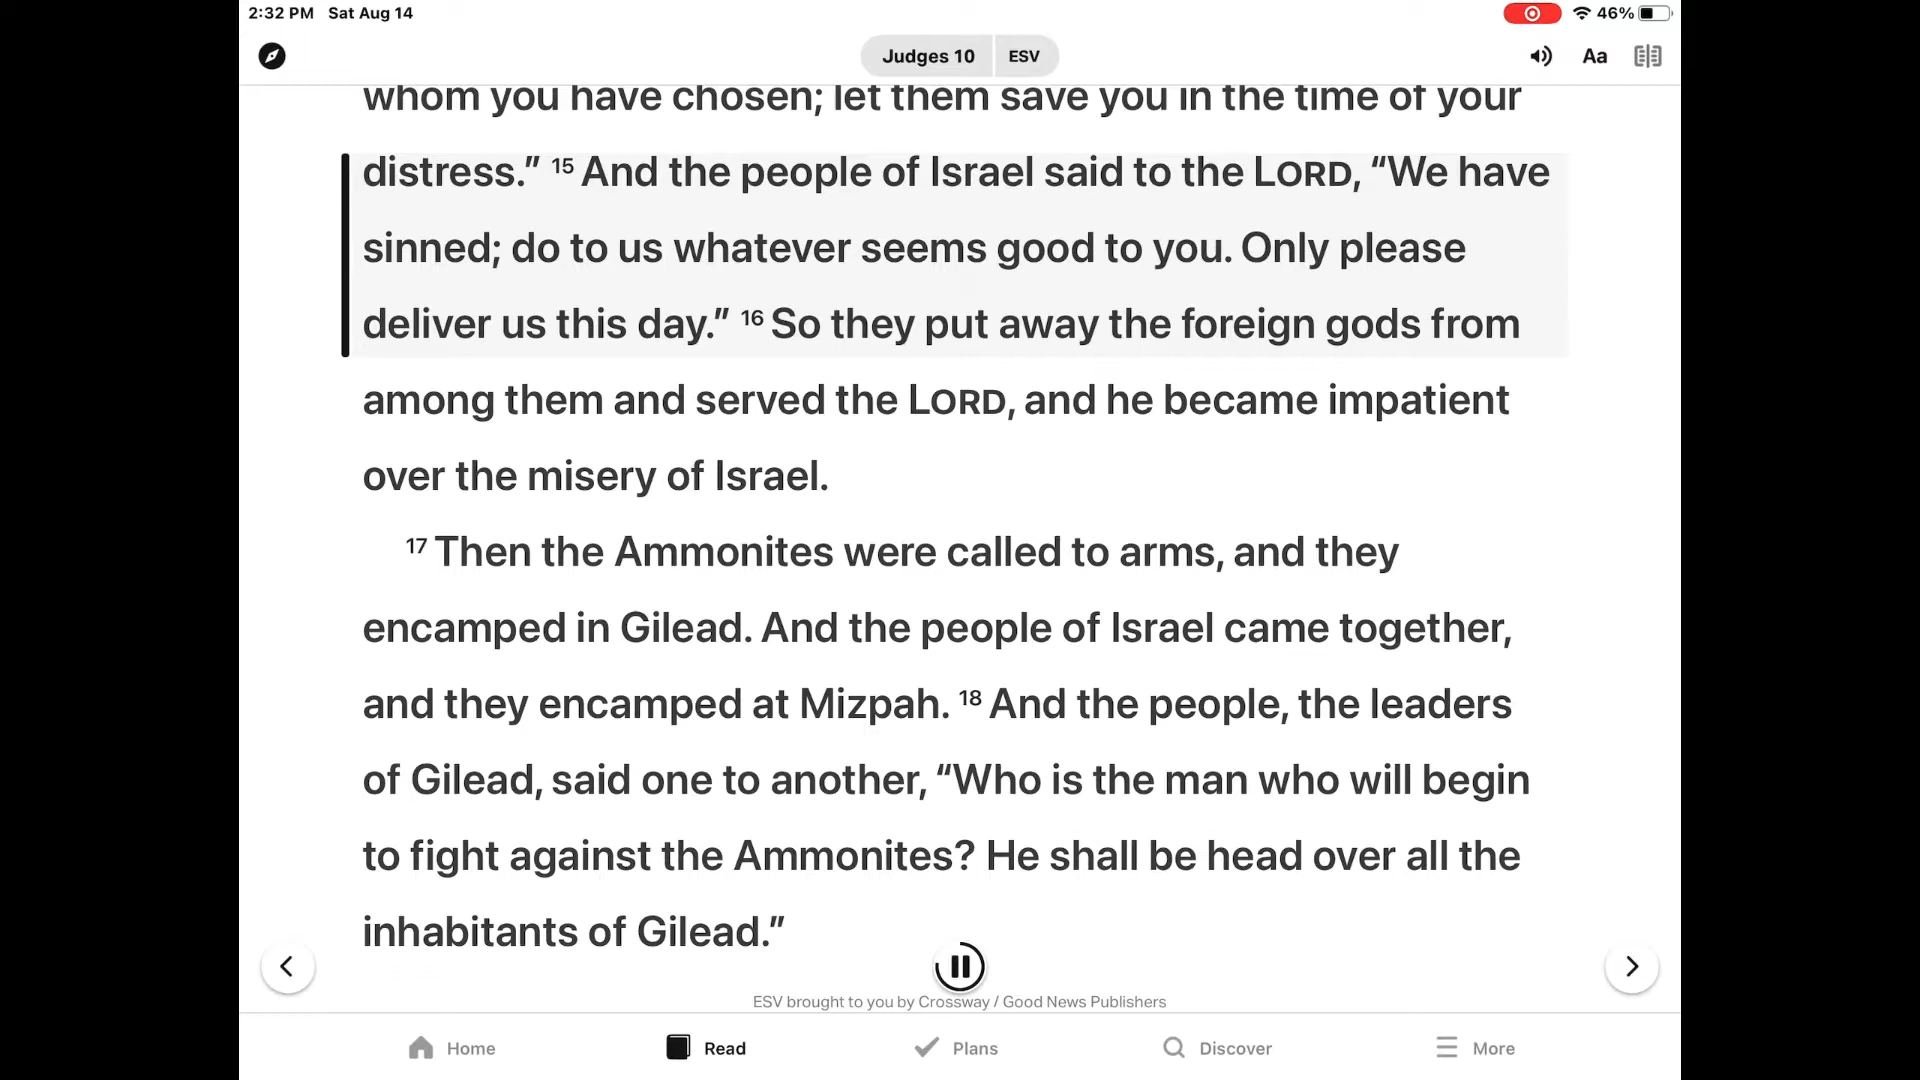 2:32 PM Sat Aug 14
46%
Judges 10 ESV
Aa
whom you have chosen; let them save you in the time of your
distress.” 15 And the people of Israel said to the LORD, “We have
sinned; do to us whatever seems good to you. Only please
deliver us this day.” 16 So they put away the foreign gods from
among them and served the LORD, and he became impatient
over the misery of Israel.
17 Then the Ammonites were called to arms, and they
encamped in Gilead. And the people of Israel came together,
and they encamped at Mizpah. 18 And the people, the leaders
of Gilead, said one to another, “Who is the man who will begin
to fight against the Ammonites? He shall be head over all the
inhabitants of Gilead.”
ESV brought to you by Crossway / Good News Publishers
Home Read Plans Discover More